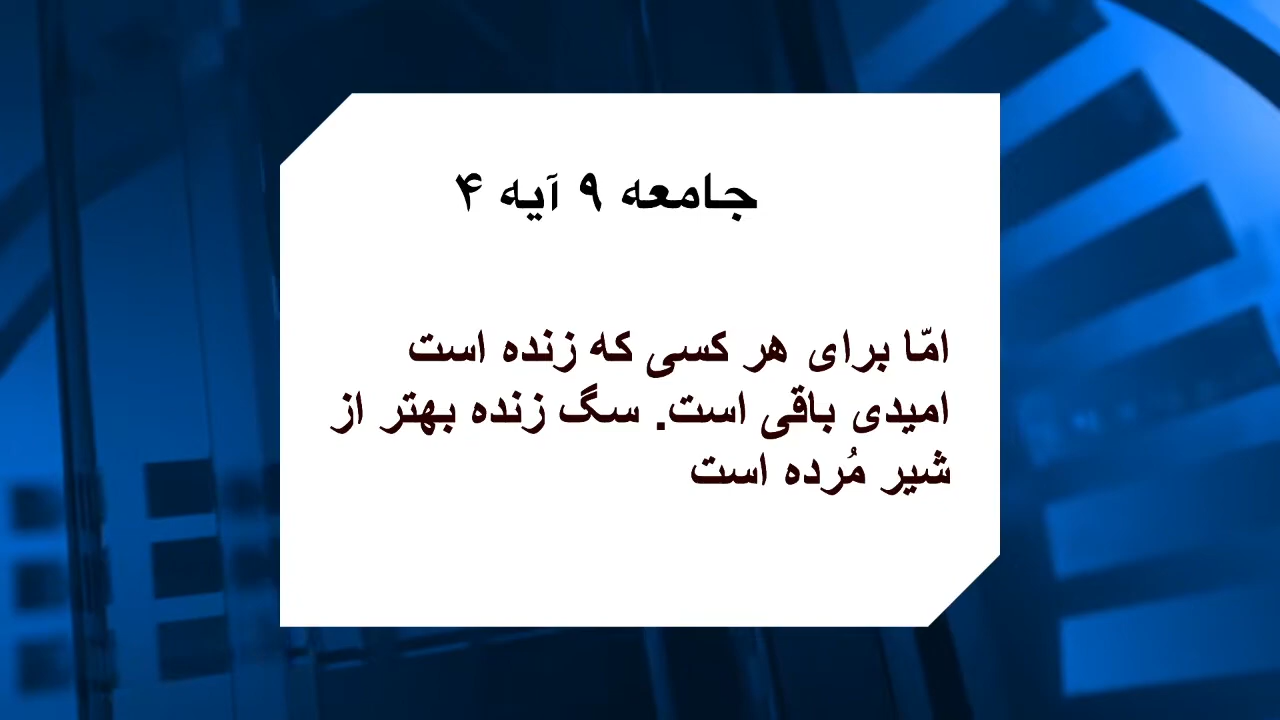 جامعه ۹ آیه ۴
امّا برای هر کسی که زنده است
امیدی باقی است. سگ زنده بهتر از
شیر مُرده است